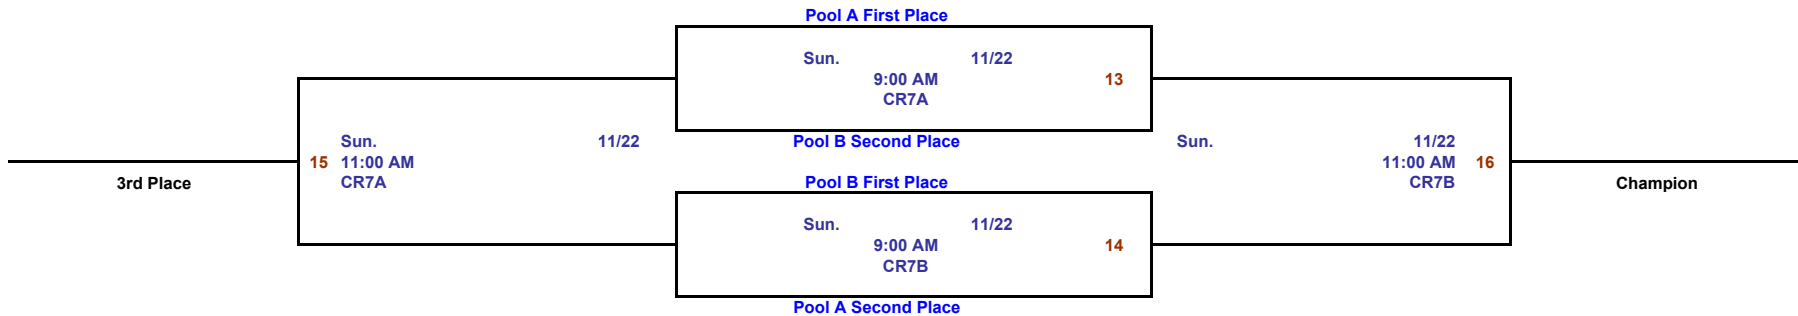 Pool A First Place
Sun. 11/22
9:00 AM 13
CR7A
Sun. 11/22 Pool B Second Place Sun. 11/22
15 11:00 AM 11:00 AM 16
3rd Place CR7A Pool B First Place CR7B Champion
Sun. 11/22
9:00 AM 14
CR7B
Pool A Second Place